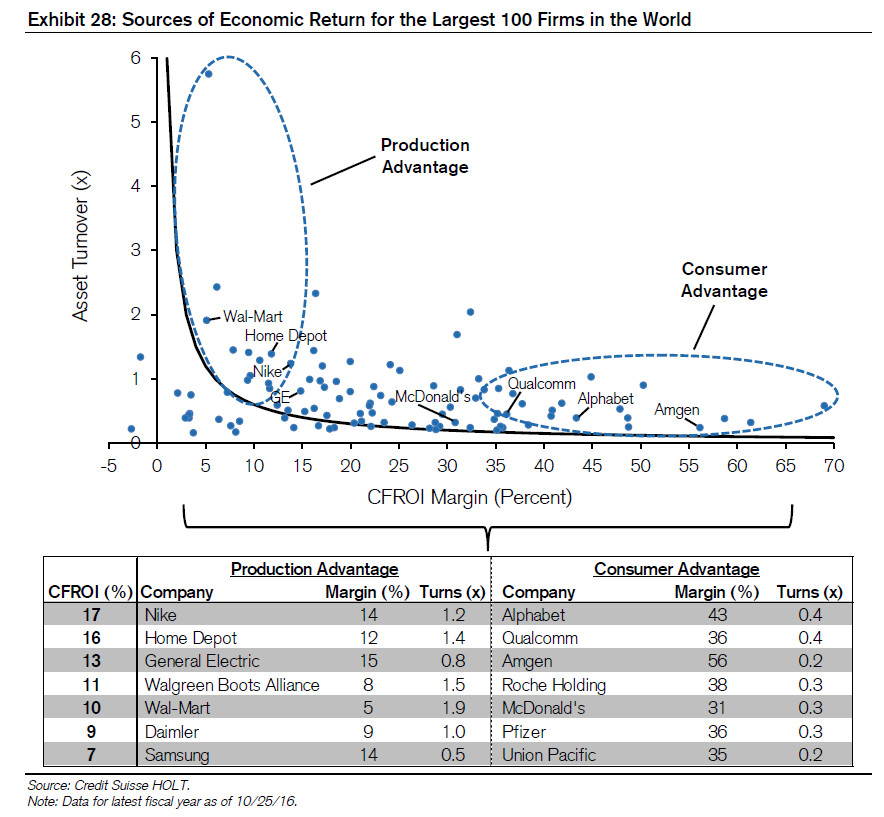 Exhibit 28: Sources of Economic Return for the Largest 100 Firms in the World
6
5
4
3
2
1
0
Asset Turnover (x)
Production
Advantage
Consumer
Advantage
Wal-Mart
Home Depot
Nike
GE
McDonald's
Qualcomm
Alphabet
Amgen
-5 0 5 10 15 20 25 30 35 40 45 50 55 60 65 70
CFROI Margin (Percent)
Production Advantage Consumer Advantage
CFROI (%) Company Margin (%) Turns (x) Company Margin (%) Turns (x)
17 Nike 14 1.2 Alphabet 43 0.4
16 Home Depot 12 1.4 Qualcomm 36 0.4
13 General Electric 15 0.8 Amgen 56 0.2
11 Walgreen Boots Alliance 8 1.5 Roche Holding 38 0.3
10 Wal-Mart 5 1.9 McDonald's 31 0.3
9 Daimler 9 1.0 Pfizer 36 0.3
7 Samsung 14 0.5 Union Pacific 35 0.2
Source: Credit Suisse HOLT.
Note: Data for latest fiscal year as of 10/25/16.